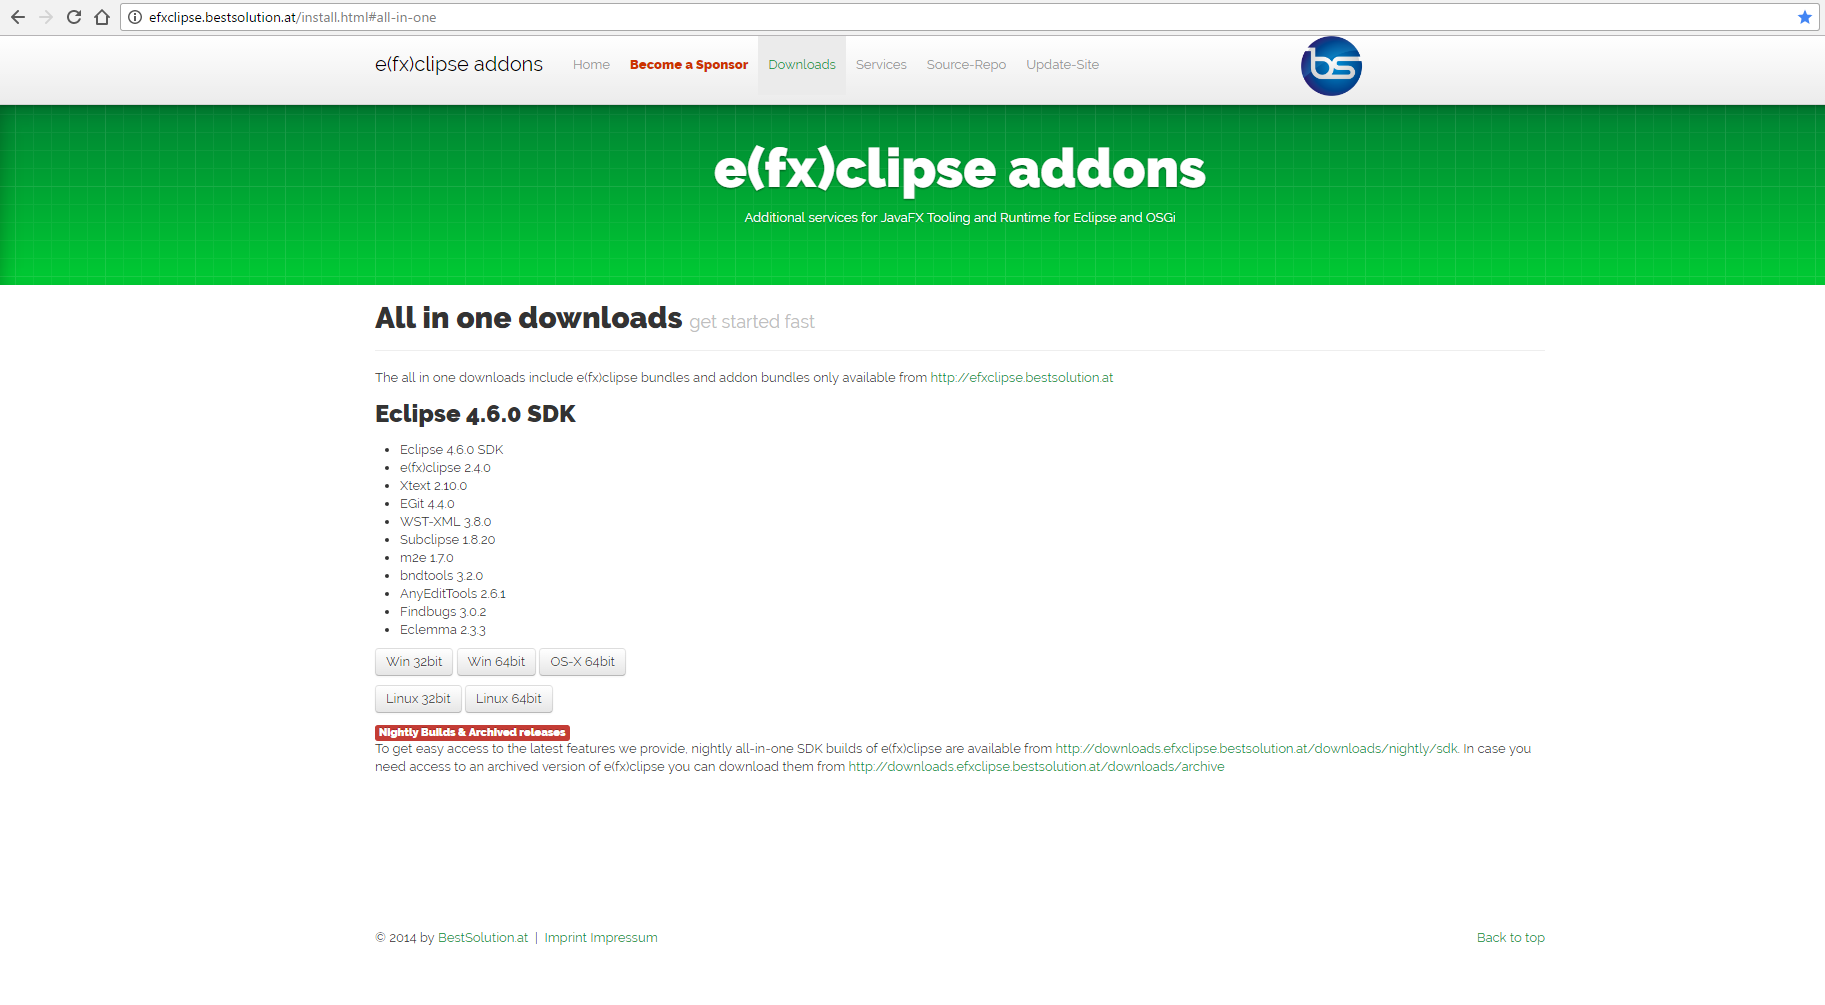 efxclipse.bestsolution.at/install.html#all-in-one
e(fx)clipse addons Home Become a Sponsor Downloads Services Source-Repo Update-Site bs
e(fx)clipse addons
Additional services for JavaFX Tooling and Runtime for Eclipse and OSGi
All in one downloads get started fast
The all in one downloads include e(fx)clipse bundles and addon bundles only available from http://efxclipse.bestsolution.at
Eclipse 4.6.0 SDK
Eclipse 4.6.0 SDK
e(fx)clipse 2.4.0
Xtext 2.10.0
EGit 4.4.0
WST-XML 3.8.0
Subclipse 1.8.20
m2e 1.7.0
bndtools 3.2.0
AnyEditTools 2.6.1
Findbugs 3.0.2
Eclemma 2.3.3
Win 32bit Win 64bit OS-X 64bit
Linux 32bit Linux 64bit
Nightly Builds & Archived releases
To get easy access to the latest features we provide, nightly all-in-one SDK builds of e(fx)clipse are available from http://downloads.efxclipse.bestsolution.at/downloads/nightly/sdk. In case you
need access to an archived version of e(fx)clipse you can download them from http://downloads.efxclipse.bestsolution.at/downloads/archive
© 2014 by BestSolution.at | Imprint Impressum Back to top